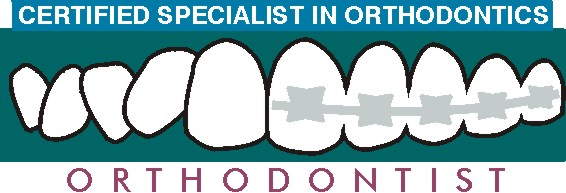 CERTIFIED SPECIALIST IN ORTHODONTICS
ORTHODONTIST